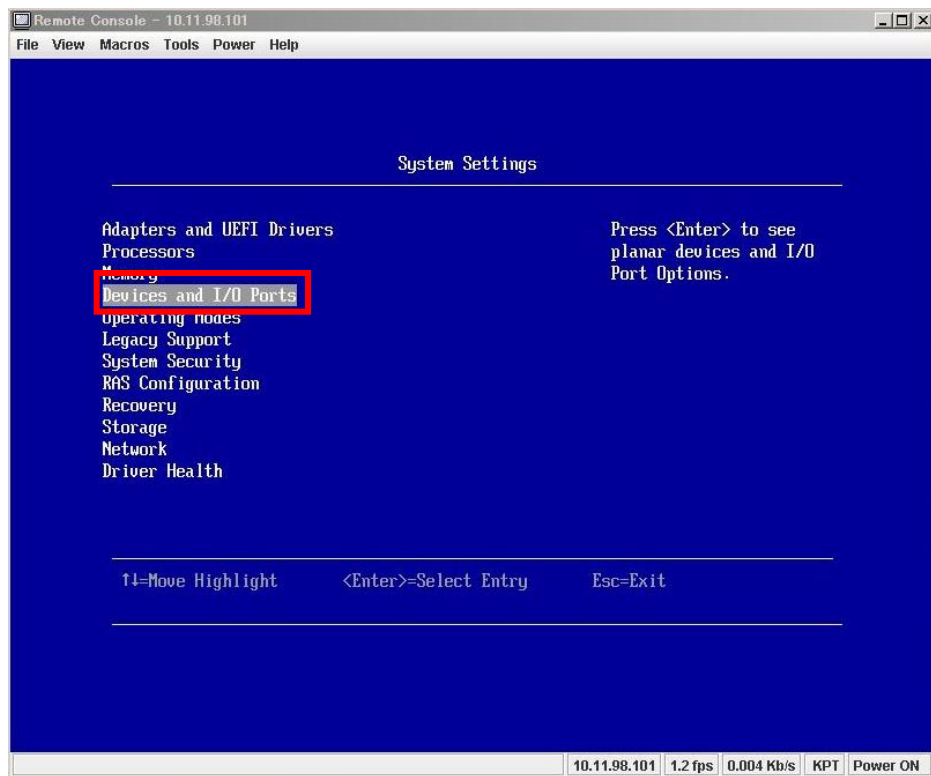 Remote Console - 10.11.98.101
File View Macros Tools Power Help
System Settings
Adapters and UEFI Drivers
Processors
Memory
Devices and I/O Ports
Operating Modes
Legacy Support
System Security
RAS Configuration
Recovery
Storage
Network
Driver Health
Press <Enter> to see
planar devices and I/O
Port Options.
↑↓=Move Highlight <Enter>=Select Entry Esc=Exit
10.11.98.101 1.2 fps 0.004 Kb/s KPT Power ON